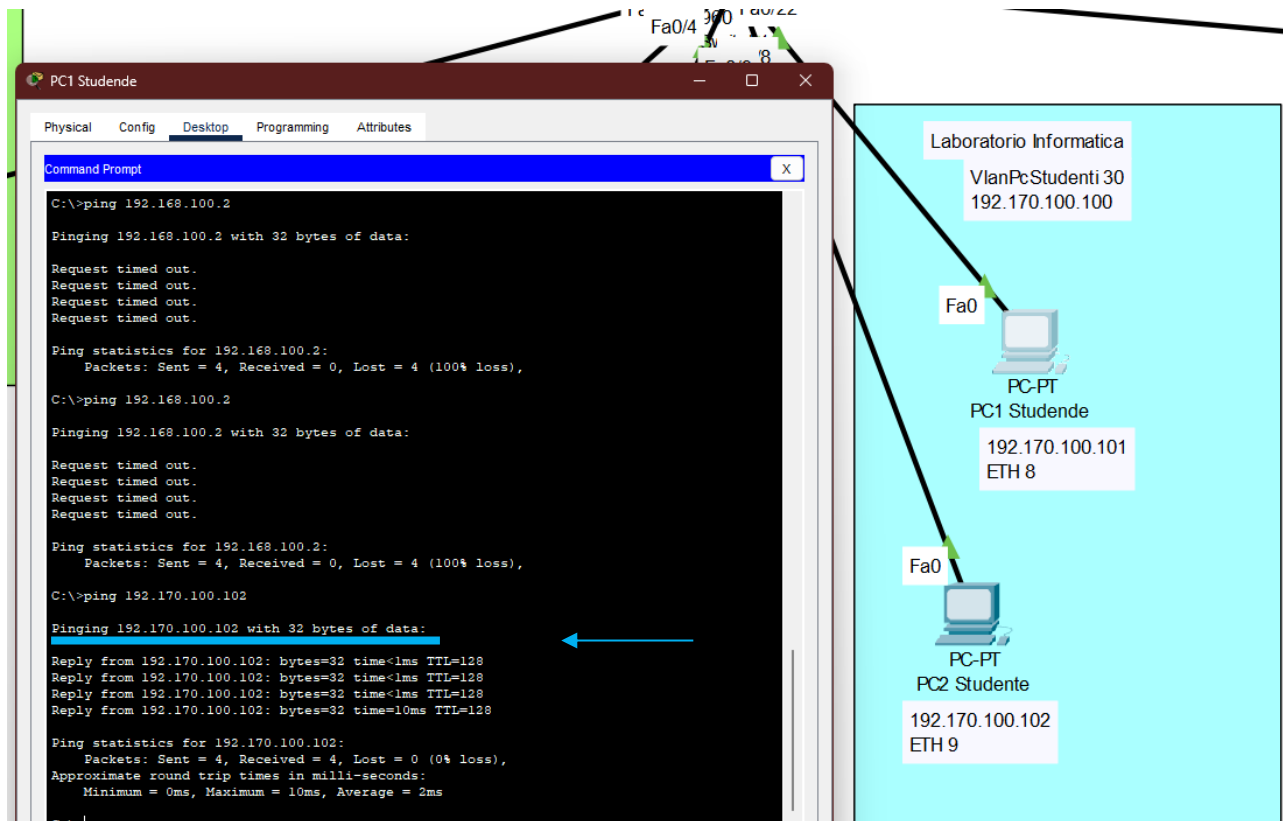 Fa0/4
PC1 Studende
Physical Config Desktop Programming Attributes
Command Prompt
X
C:\>ping 192.168.100.2
Pinging 192.168.100.2 with 32 bytes of data:
Request timed out.
Request timed out.
Request timed out.
Request timed out.
Ping statistics for 192.168.100.2:
Packets: Sent = 4, Received = 0, Lost = 4 (100% loss),
C:\>ping 192.168.100.2
Pinging 192.168.100.2 with 32 bytes of data:
Request timed out.
Request timed out.
Request timed out.
Request timed out.
Ping statistics for 192.168.100.2:
Packets: Sent = 4, Received = 0, Lost = 4 (100% loss),
C:\>ping 192.170.100.102
Pinging 192.170.100.102 with 32 bytes of data:
Reply from 192.170.100.102: bytes=32 time<1ms TTL=128
Reply from 192.170.100.102: bytes=32 time<1ms TTL=128
Reply from 192.170.100.102: bytes=32 time<1ms TTL=128
Reply from 192.170.100.102: bytes=32 time=10ms TTL=128
Ping statistics for 192.170.100.102:
Packets: Sent = 4, Received = 4, Lost = 0 (0% loss),
Approximate round trip times in milli-seconds:
Minimum = 0ms, Maximum = 10ms, Average = 2ms
Laboratorio Informatica
VlanPcStudenti 30
192.170.100.100
Fa0
PC-PT
PC1 Studende
192.170.100.101
ETH 8
Fa0
PC-PT
PC2 Studente
192.170.100.102
ETH 9